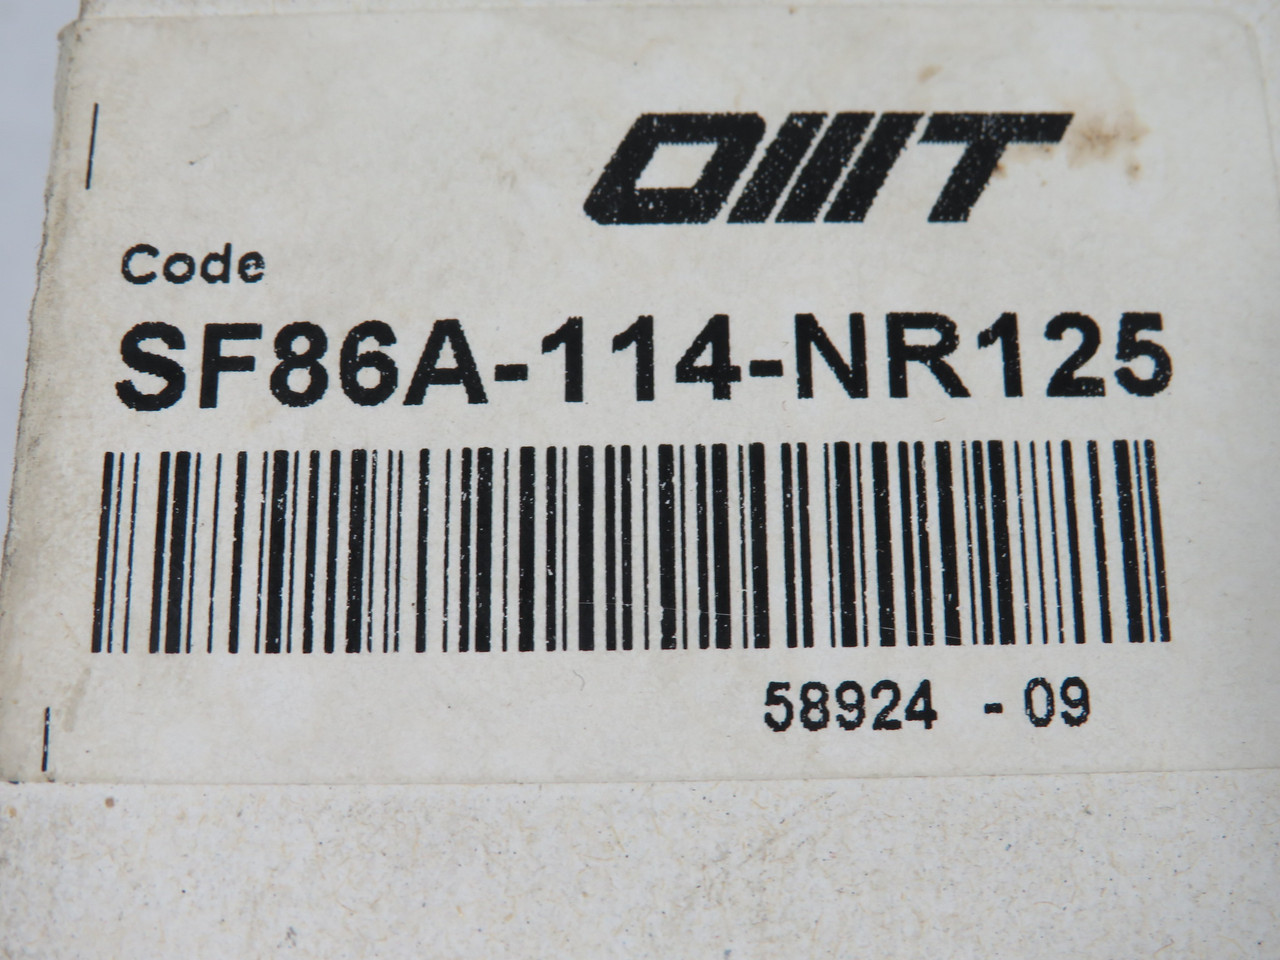 OMT
Code
SF86A-114-NR125
58924 - 09